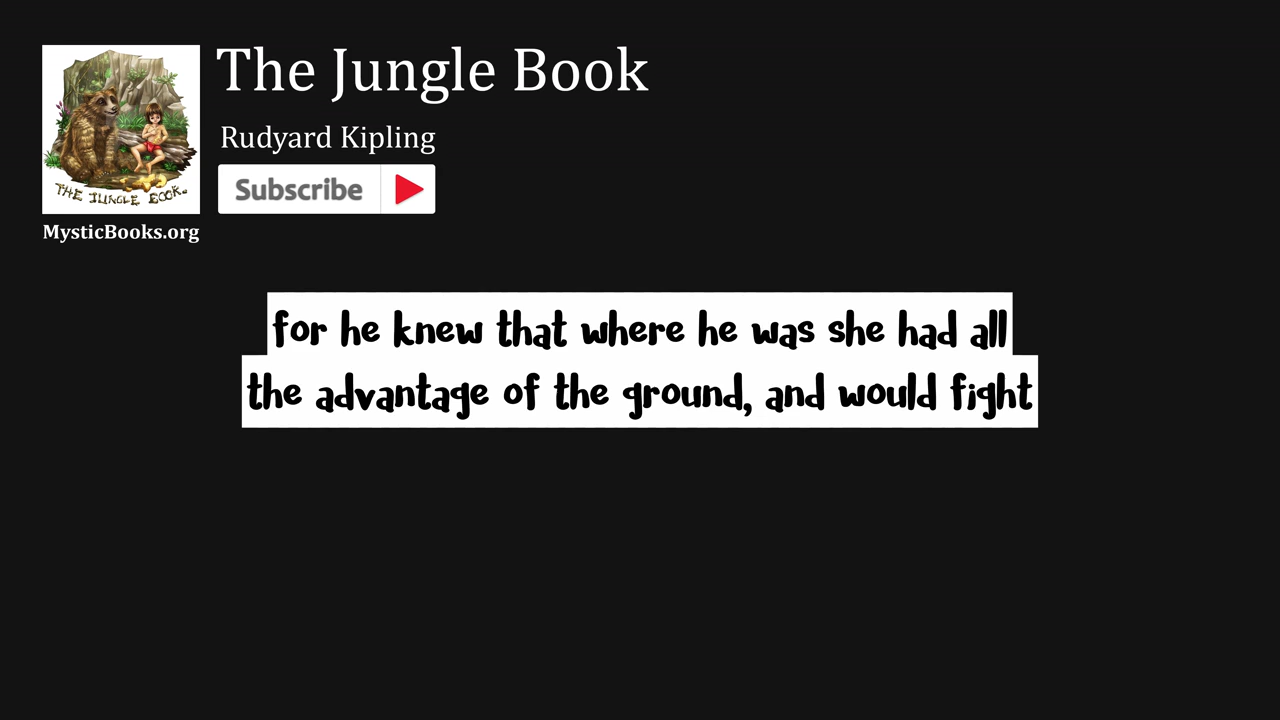 The Jungle Book
Rudyard Kipling
Subscribe
THE JUNGLE BOOK.
MysticBooks.org
for he knew that where he was she had all
the advantage of the ground, and would fight